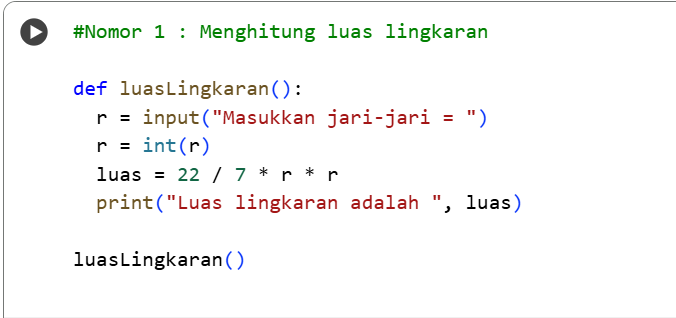 #Nomor 1 : Menghitung luas lingkaran
def luasLingkaran():
  r = input("Masukkan jari-jari = ")
  r = int(r)
  luas = 22 / 7 * r * r
  print("Luas lingkaran adalah ", luas)
luasLingkaran()